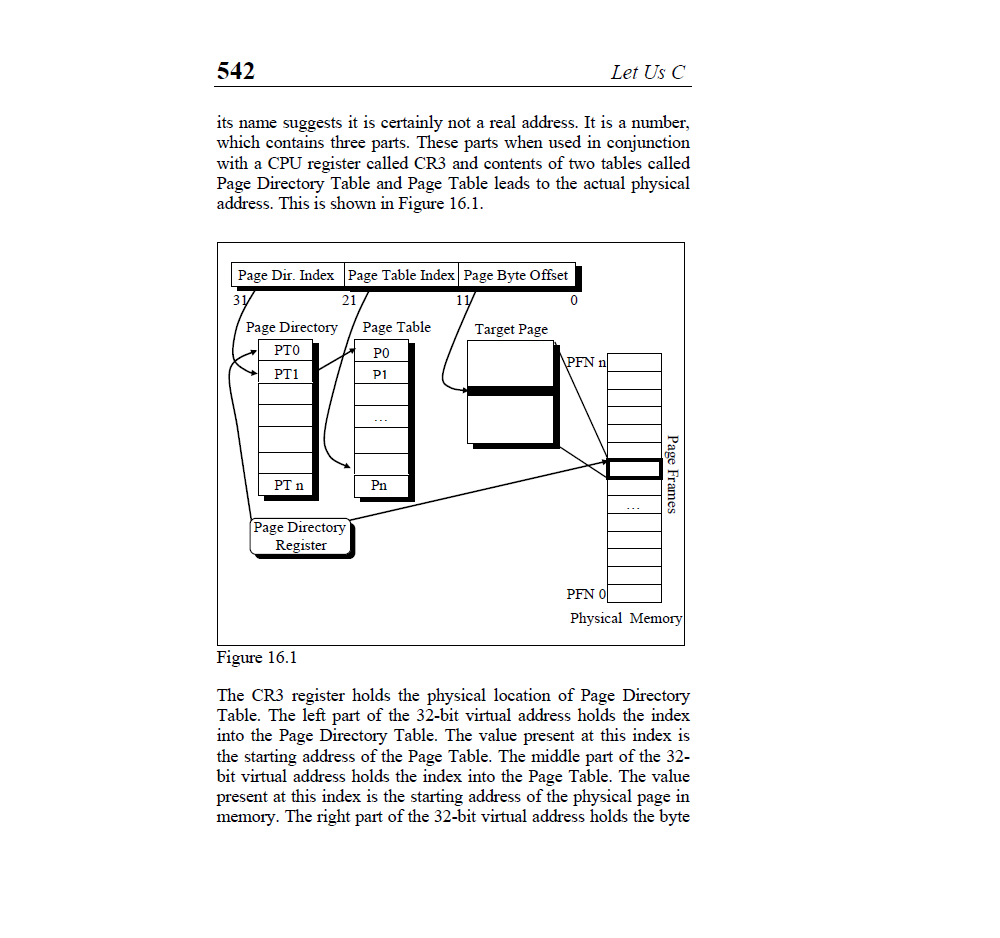 542 Let Us C
its name suggests it is certainly not a real address. It is a number,
which contains three parts. These parts when used in conjunction
with a CPU register called CR3 and contents of two tables called
Page Directory Table and Page Table leads to the actual physical
address. This is shown in Figure 16.1.
Page Dir. Index Page Table Index Page Byte Offset
31 21 11 0
Page Directory Page Table Target Page
PT0 P0
PFN n
PT1 P1
...
Page Frames
PT n Pn
...
Page Directory
Register
PFN 0
Physical Memory
Figure 16.1
The CR3 register holds the physical location of Page Directory
Table. The left part of the 32-bit virtual address holds the index
into the Page Directory Table. The value present at this index is
the starting address of the Page Table. The middle part of the 32-
bit virtual address holds the index into the Page Table. The value
present at this index is the starting address of the physical page in
memory. The right part of the 32-bit virtual address holds the byte